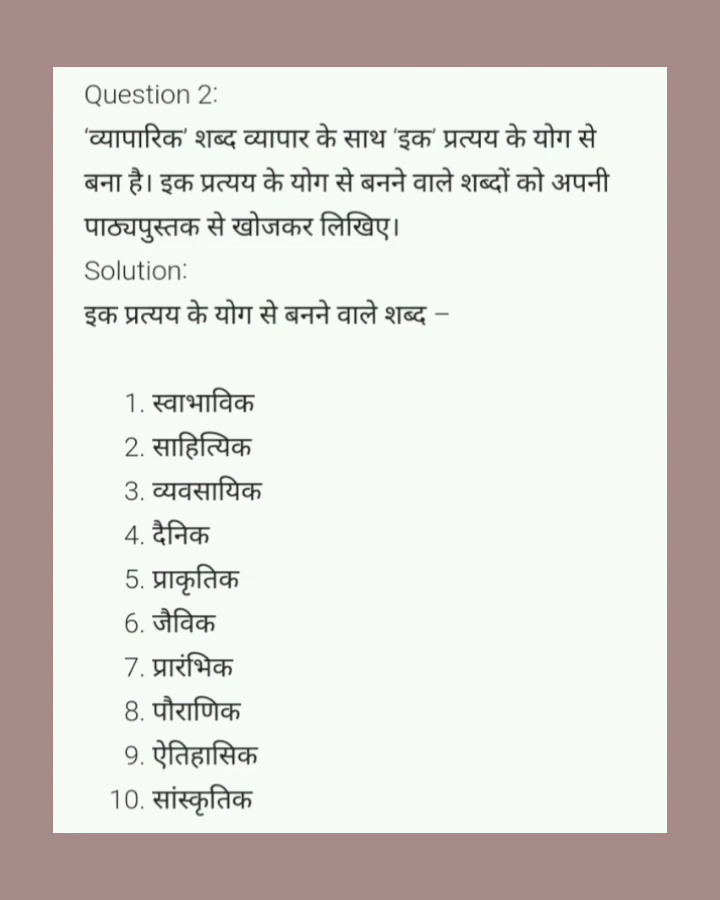 Question 2:
‘व्यापारिक’ शब्द व्यापार के साथ ‘इक’ प्रत्यय के योग से
बना है। इक प्रत्यय के योग से बनने वाले शब्दों को अपनी
पाठ्यपुस्तक से खोजकर लिखिए।
Solution:
इक प्रत्यय के योग से बनने वाले शब्द –
1. स्वाभाविक
2. साहित्यिक
3. व्यवसायिक
4. दैनिक
5. प्राकृतिक
6. जैविक
7. प्रारंभिक
8. पौराणिक
9. ऐतिहासिक
10. सांस्कृतिक